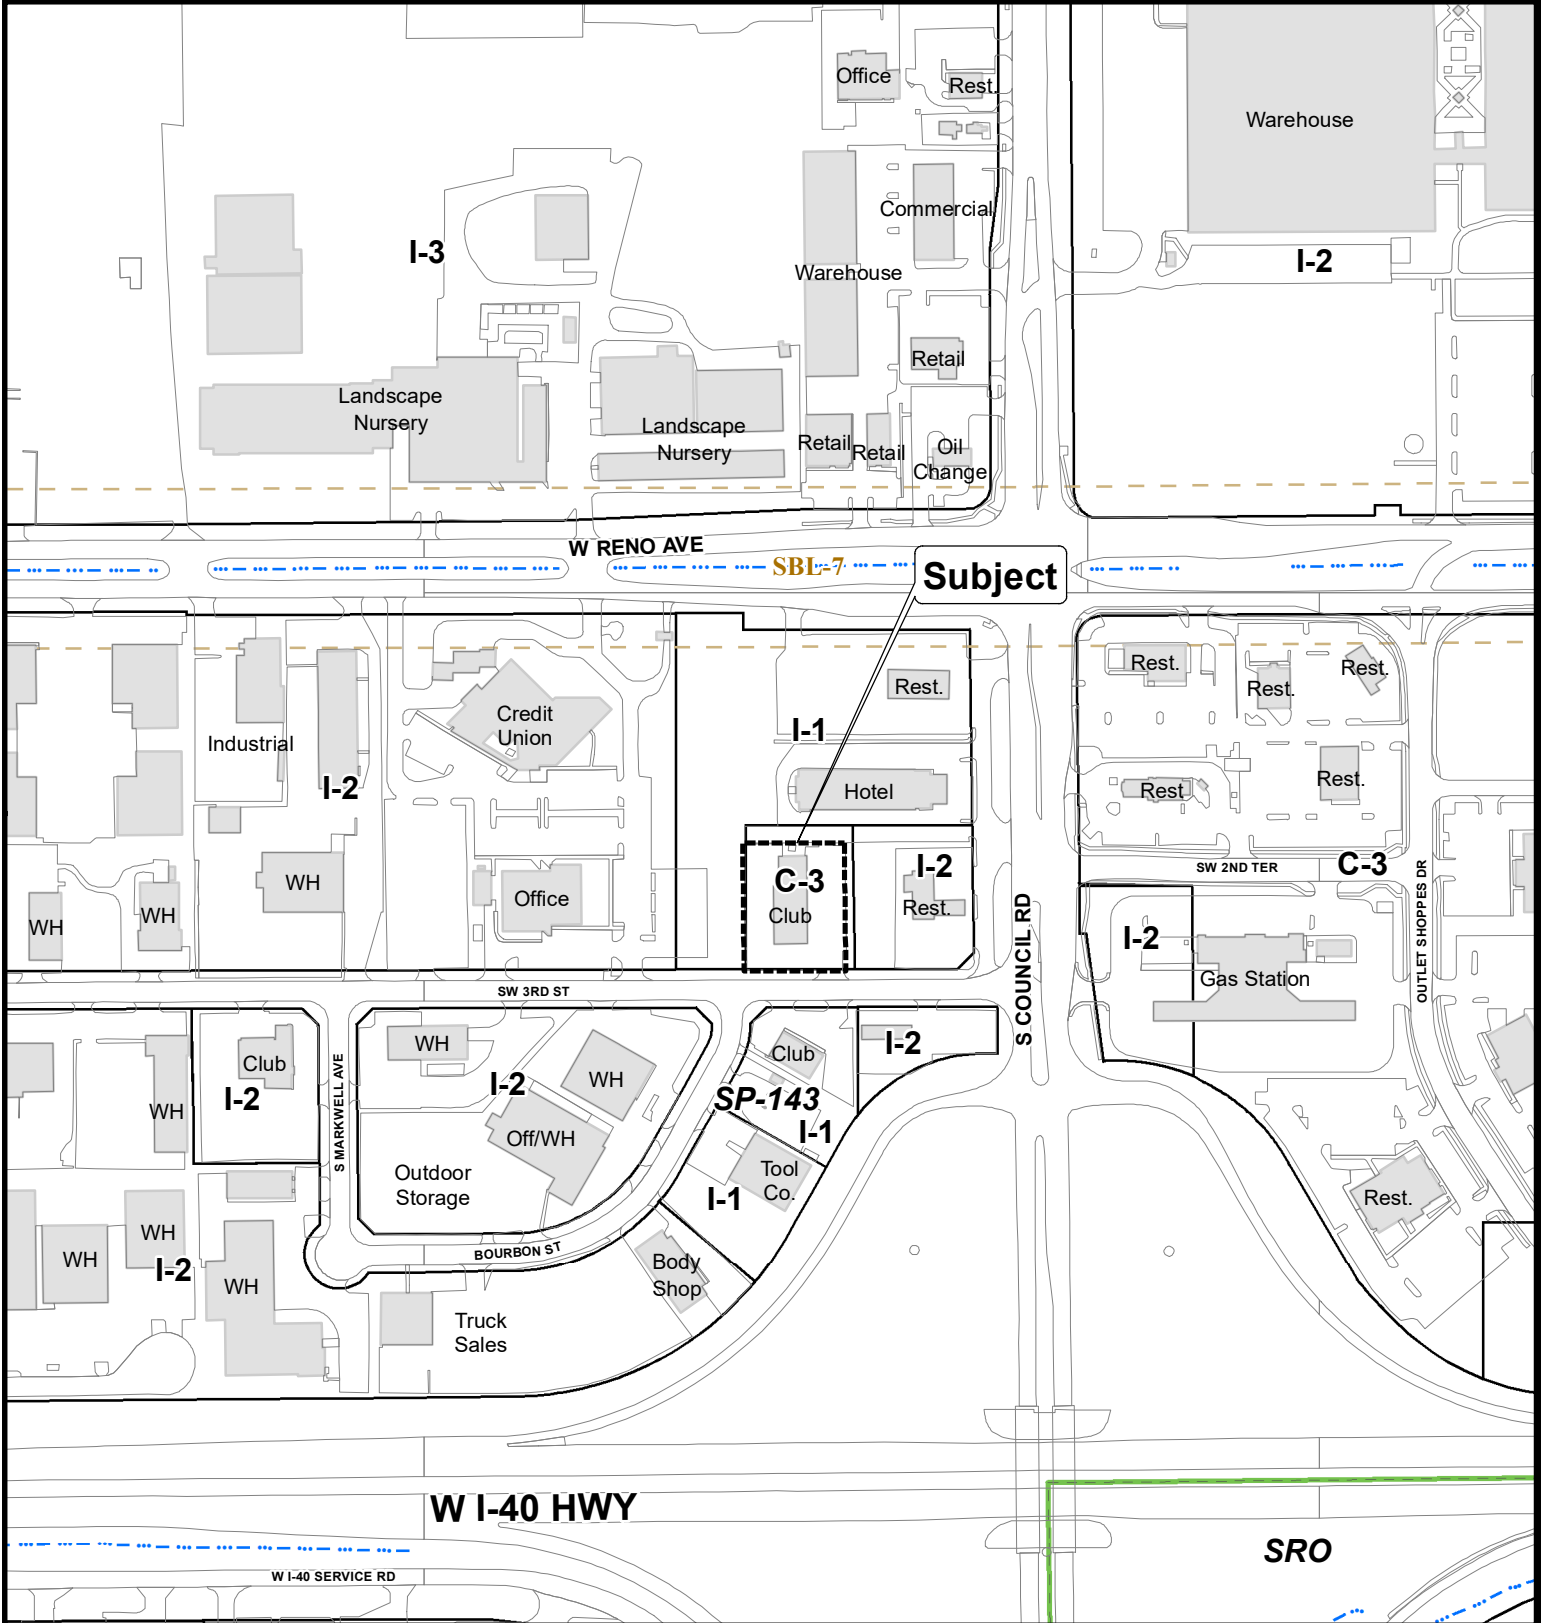 Office
Rest.
Warehouse
Commercial
I-3
Warehouse
I-2
Retail
Landscape
Nursery
Landscape
Nursery
Retail
Retail
Oil
Change
W RENO AVE
SBL-7
Subject
Rest.
Rest.
Rest.
Rest.
Credit
Union
I-1
Industrial
I-2
Hotel
Rest
Rest.
WH
Office
C-3
Club
I-2
Rest.
SW 2ND TER
C-3
OUTLET SHOPPES DR
WH
WH
S COUNCIL RD
I-2
Gas Station
SW 3RD ST
WH
Club
I-2
Club
I-2
S MARKWELL AVE
WH
I-2
WH
SP-143
I-1
WH
Off/WH
Outdoor
Storage
Tool
Co.
I-1
Rest.
WH
WH
I-2
WH
BOURBON ST
Body
Shop
Truck
Sales
W I-40 HWY
SRO
W I-40 SERVICE RD